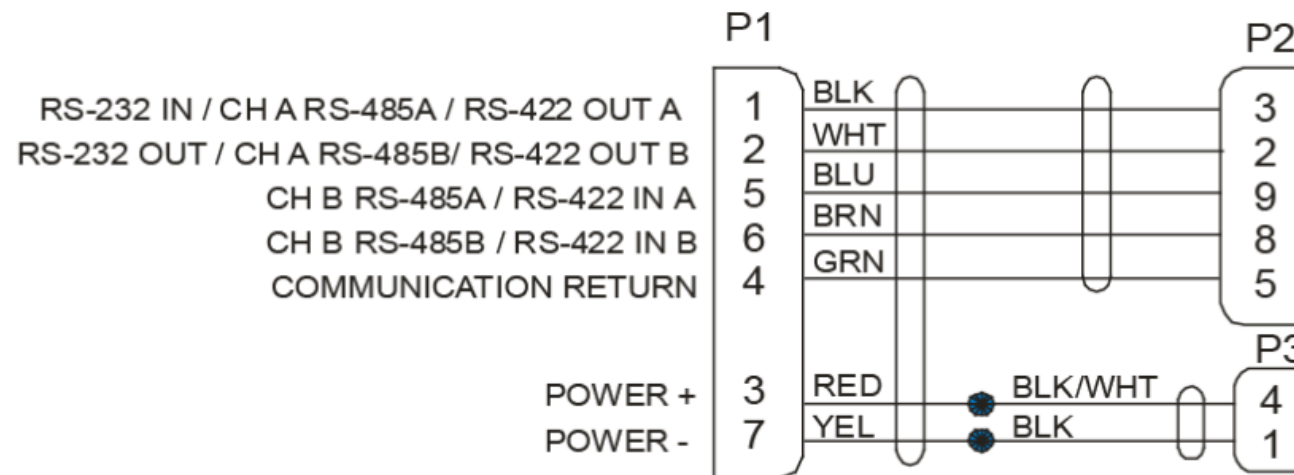 P1
P2
RS-232 IN / CH A RS-485A / RS-422 OUT A 1 BLK 3
RS-232 OUT / CH A RS-485B/ RS-422 OUT B 2 WHT 2
CH B RS-485A / RS-422 IN A 5 BLU 9
CH B RS-485B / RS-422 IN B 6 BRN 8
COMMUNICATION RETURN 4 GRN 5
P3
POWER + 3 RED BLK/WHT 4
POWER - 7 YEL BLK 1